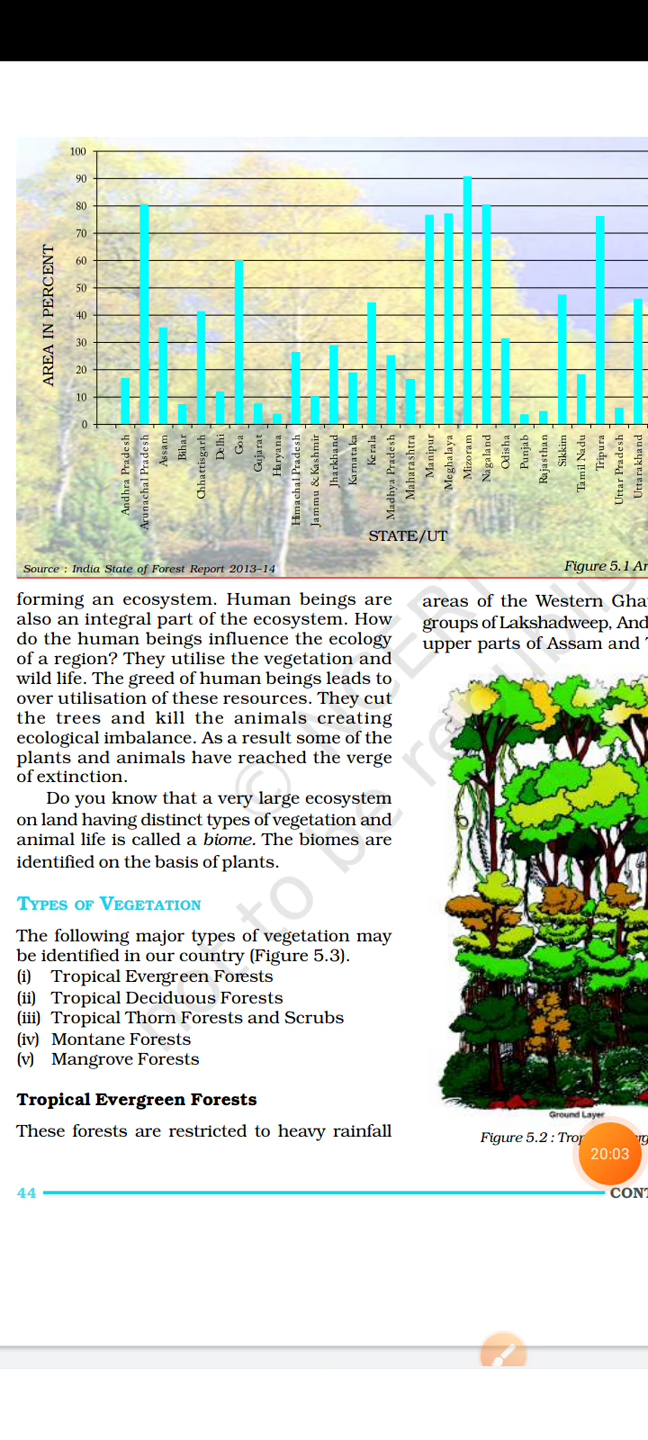 100
90
80
70
60
50
40
30
20
10
0
AREA IN PERCENT
Andhra Pradesh
Arunachal Pradesh
Assam
Bihar
Chhattisgarh
Delhi
Goa
Gujarat
Haryana
Himachal Pradesh
Jammu & Kashmir
Jharkhand
Karnataka
Kerala
Madhya Pradesh
Maharashtra
Manipur
Meghalaya
Mizoram
Nagaland
Odisha
Punjab
Rajasthan
Sikkim
Tamil Nadu
Tripura
Uttar Pradesh
Uttarakhand
STATE/UT
Source : India State of Forest Report 2013-14
Figure 5.1 Ar
forming an ecosystem. Human beings are
also an integral part of the ecosystem. How
do the human beings influence the ecology
of a region? They utilise the vegetation and
wild life. The greed of human beings leads to
over utilisation of these resources. They cut
the trees and kill the animals creating
ecological imbalance. As a result some of the
plants and animals have reached the verge
of extinction.
Do you know that a very large ecosystem
on land having distinct types of vegetation and
animal life is called a biome. The biomes are
identified on the basis of plants.
TYPES OF VEGETATION
The following major types of vegetation may
be identified in our country (Figure 5.3).
(i) Tropical Evergreen Forests
(ii) Tropical Deciduous Forests
(iii) Tropical Thorn Forests and Scrubs
(iv) Montane Forests
(v) Mangrove Forests
Tropical Evergreen Forests
These forests are restricted to heavy rainfall
areas of the Western Gha
groups of Lakshadweep, And
upper parts of Assam and
Ground Layer
Figure 5.2 : Trop
20:03
44
CONT
© NCERT
not to be republish